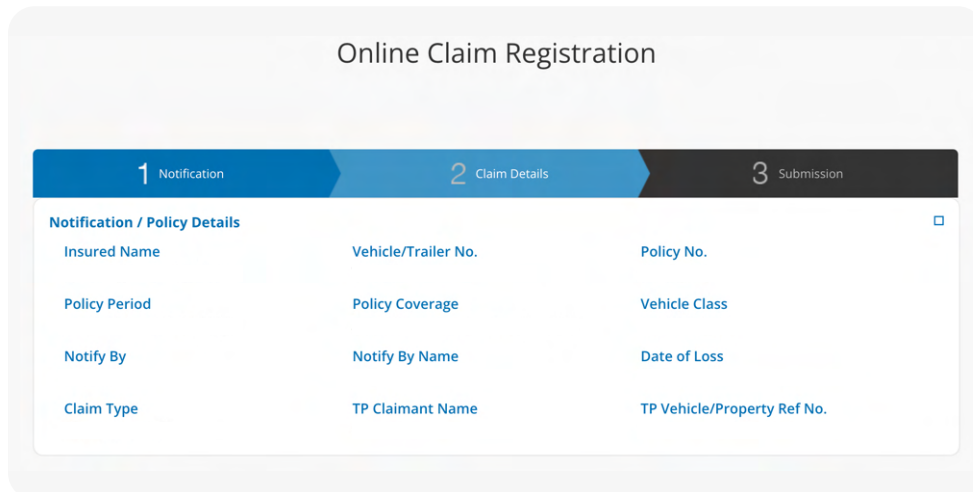 Online Claim Registration
1 Notification 2 Claim Details 3 Submission
Notification / Policy Details
Insured Name Vehicle/Trailer No. Policy No.
Policy Period Policy Coverage Vehicle Class
Notify By Notify By Name Date of Loss
Claim Type TP Claimant Name TP Vehicle/Property Ref No.